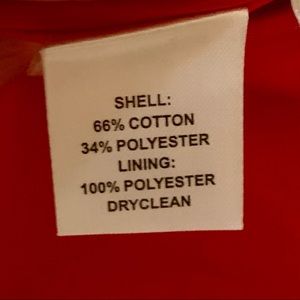 SHELL:
66% COTTON
34% POLYESTER
LINING:
100% POLYESTER
DRYCLEAN